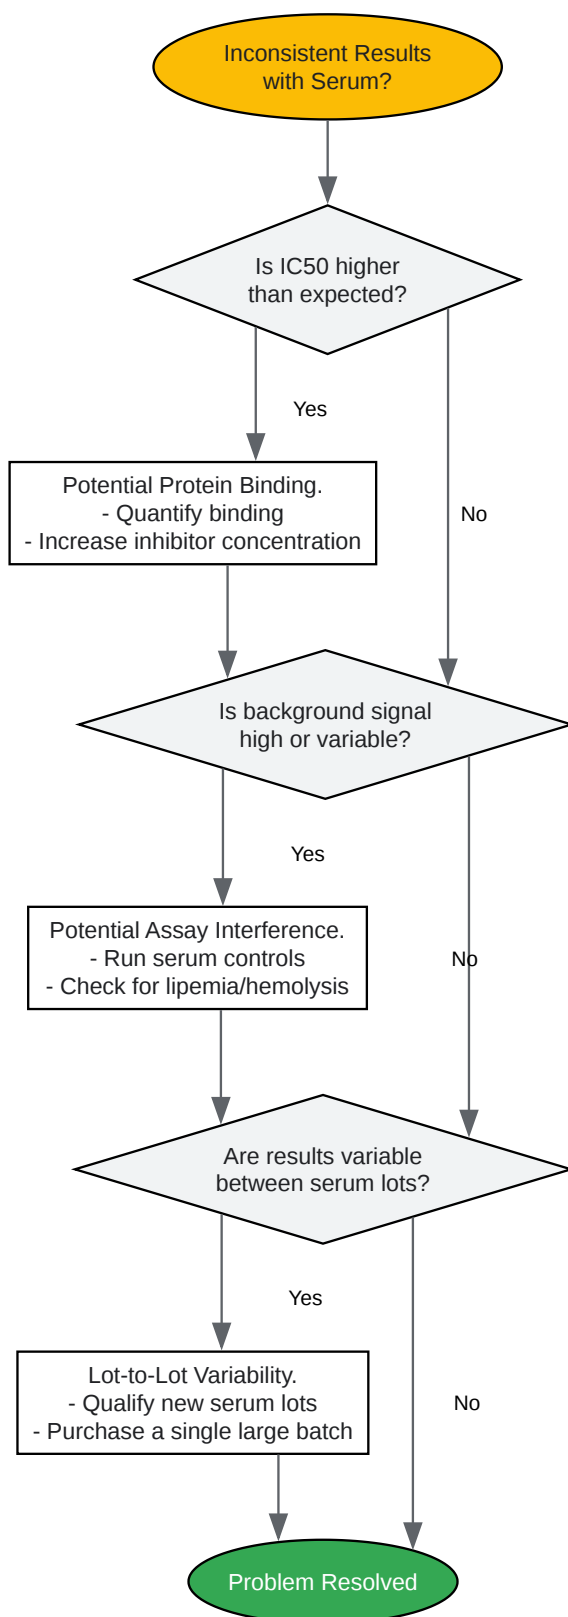 Inconsistent Results
with Serum?
Is IC50 higher
than expected?
Yes
Potential Protein Binding.
- Quantify binding
- Increase inhibitor concentration
No
Is background signal
high or variable?
Yes
Potential Assay Interference.
- Run serum controls
- Check for lipemia/hemolysis
No
Are results variable
between serum lots?
Yes
Lot-to-Lot Variability.
- Qualify new serum lots
- Purchase a single large batch
No
Problem Resolved